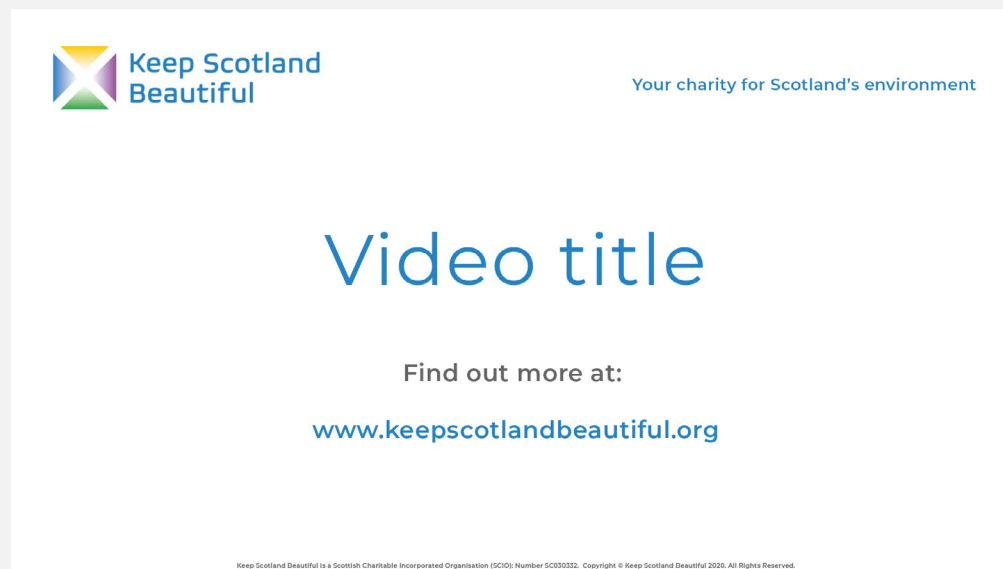 Keep Scotland
Beautiful
Your charity for Scotland's environment
Video title
Find out more at:
www.keepscotlandbeautiful.org
Keep Scotland Beautiful is a Scottish Charitable Incorporated Organisation (SCIO): Number SC030332. Copyright © Keep Scotland Beautiful 2020. All Rights Reserved.